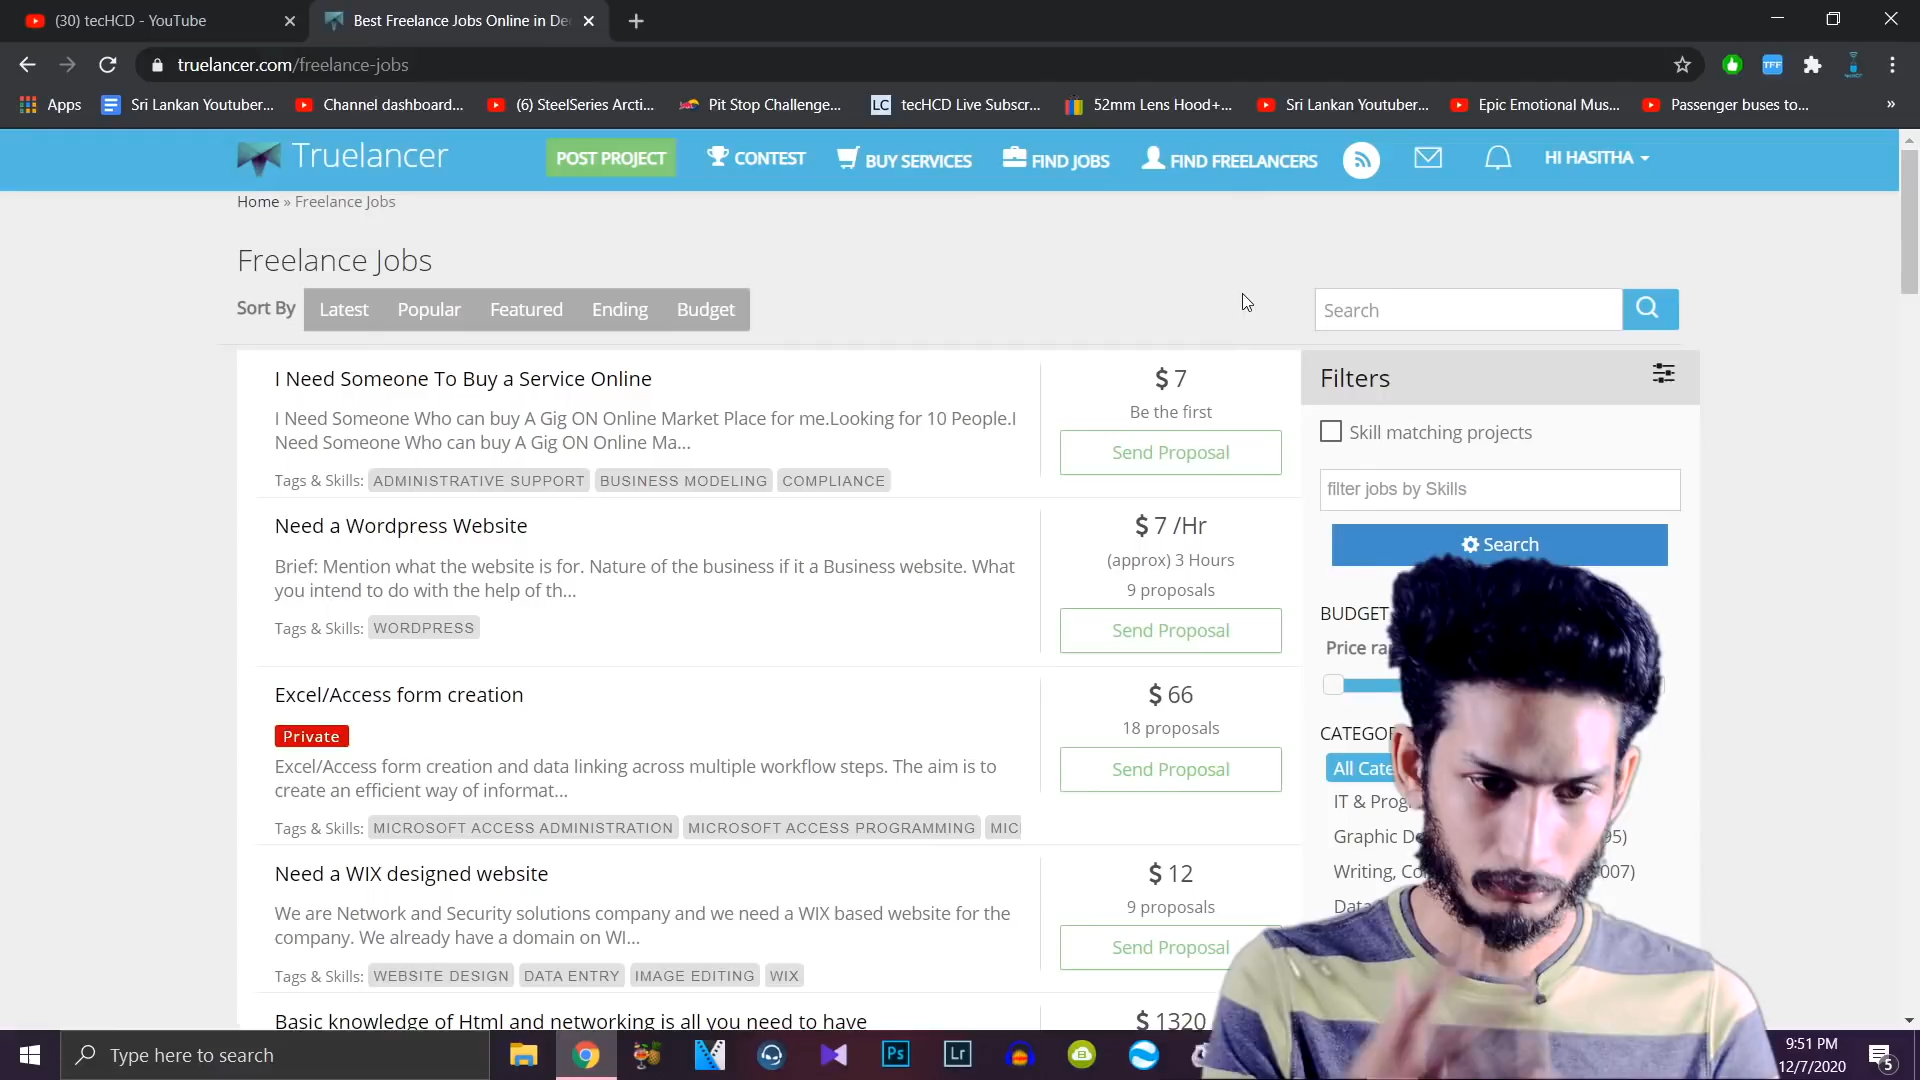 (30) tecHCD - YouTube
Best Freelance Jobs Online in De
truelancer.com/freelance-jobs
TFF
Apps
Sri Lankan Youtuber...
Channel dashboard...
(6) SteelSeries Arcti...
Pit Stop Challenge...
LC tecHCD Live Subscr...
52mm Lens Hood+...
Sri Lankan Youtuber...
Epic Emotional Mus...
Passenger buses to...
»
Truelancer
POST PROJECT
CONTEST
BUY SERVICES
FIND JOBS
FIND FREELANCERS
HI HASITHA
Home » Freelance Jobs
Freelance Jobs
Sort By
Latest
Popular
Featured
Ending
Budget
Search
I Need Someone To Buy a Service Online
I Need Someone Who can buy A Gig ON Online Market Place for me.Looking for 10 People.I
Need Someone Who can buy A Gig ON Online Ma...
Tags & Skills: ADMINISTRATIVE SUPPORT BUSINESS MODELING COMPLIANCE
$ 7
Be the first
Send Proposal
Need a Wordpress Website
Brief: Mention what the website is for. Nature of the business if it a Business website. What
you intend to do with the help of th...
Tags & Skills: WORDPRESS
$ 7 /Hr
(approx) 3 Hours
9 proposals
Send Proposal
Excel/Access form creation
Private
Excel/Access form creation and data linking across multiple workflow steps. The aim is to
create an efficient way of informat...
Tags & Skills: MICROSOFT ACCESS ADMINISTRATION MICROSOFT ACCESS PROGRAMMING MIC
$ 66
18 proposals
Send Proposal
Need a WIX designed website
We are Network and Security solutions company and we need a WIX based website for the
company. We already have a domain on WI...
Tags & Skills: WEBSITE DESIGN DATA ENTRY IMAGE EDITING WIX
$ 12
9 proposals
Send Proposal
Basic knowledge of Html and networking is all you need to have
$ 1320
Filters
Skill matching projects
filter jobs by Skills
Search
BUDGET
Price ra
CATEGOR
All Cate
IT & Prog
Graphic De 95)
Writing, Co 007)
Data
Type here to search
Ps
Lr
9:51 PM
12/7/2020
5